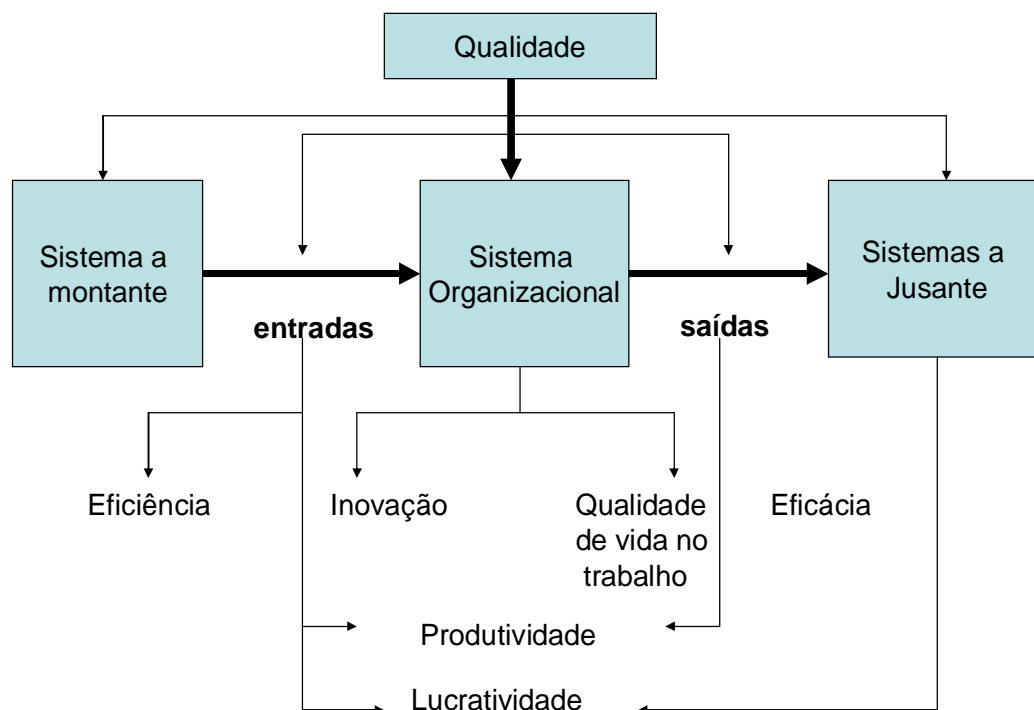 Qualidade
Sistema a
montante
Sistema
Organizacional
Sistemas a
Jusante
entradas
saídas
Eficiência
Inovação
Qualidade
de vida no
trabalho
Eficácia
Produtividade
Lucratividade